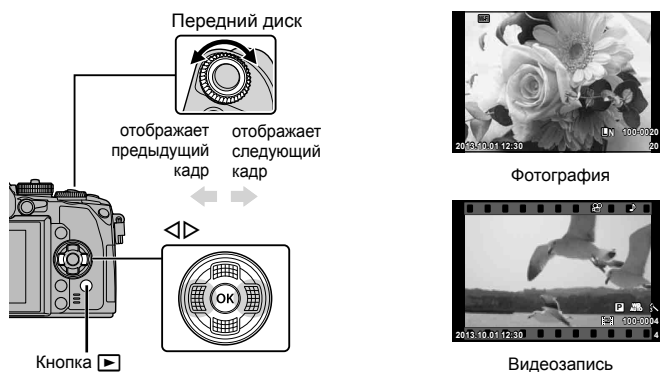 Передний диск
отображает
предыдущий
кадр
отображает
следующий
кадр
OK
Кнопка
N 100-0020
2013.10.01 12:30 20
Фотография
P
100-0004
2013.10.01 12:30 4
Видеозапись